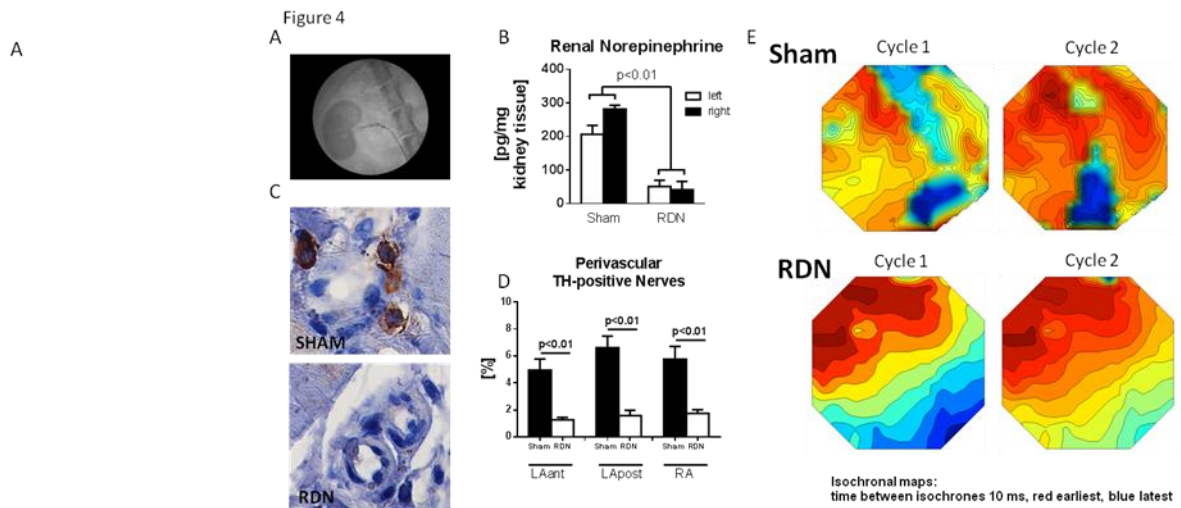 Figure 4
A
A
B
Renal Norepinephrine
[pg/mg
kidney tissue]
400
300
200
100
0
p<0.01
left
right
Sham
RDN
C
SHAM
RDN
D
Perivascular
TH-positive Nerves
[%]
10
8
6
4
2
0
p<0.01
p<0.01
p<0.01
Sham RDN
Sham RDN
Sham RDN
LAant
LApost
RA
E
Sham
Cycle 1
Cycle 2
RDN
Cycle 1
Cycle 2
Isochronal maps:
time between isochrones 10 ms, red earliest, blue latest